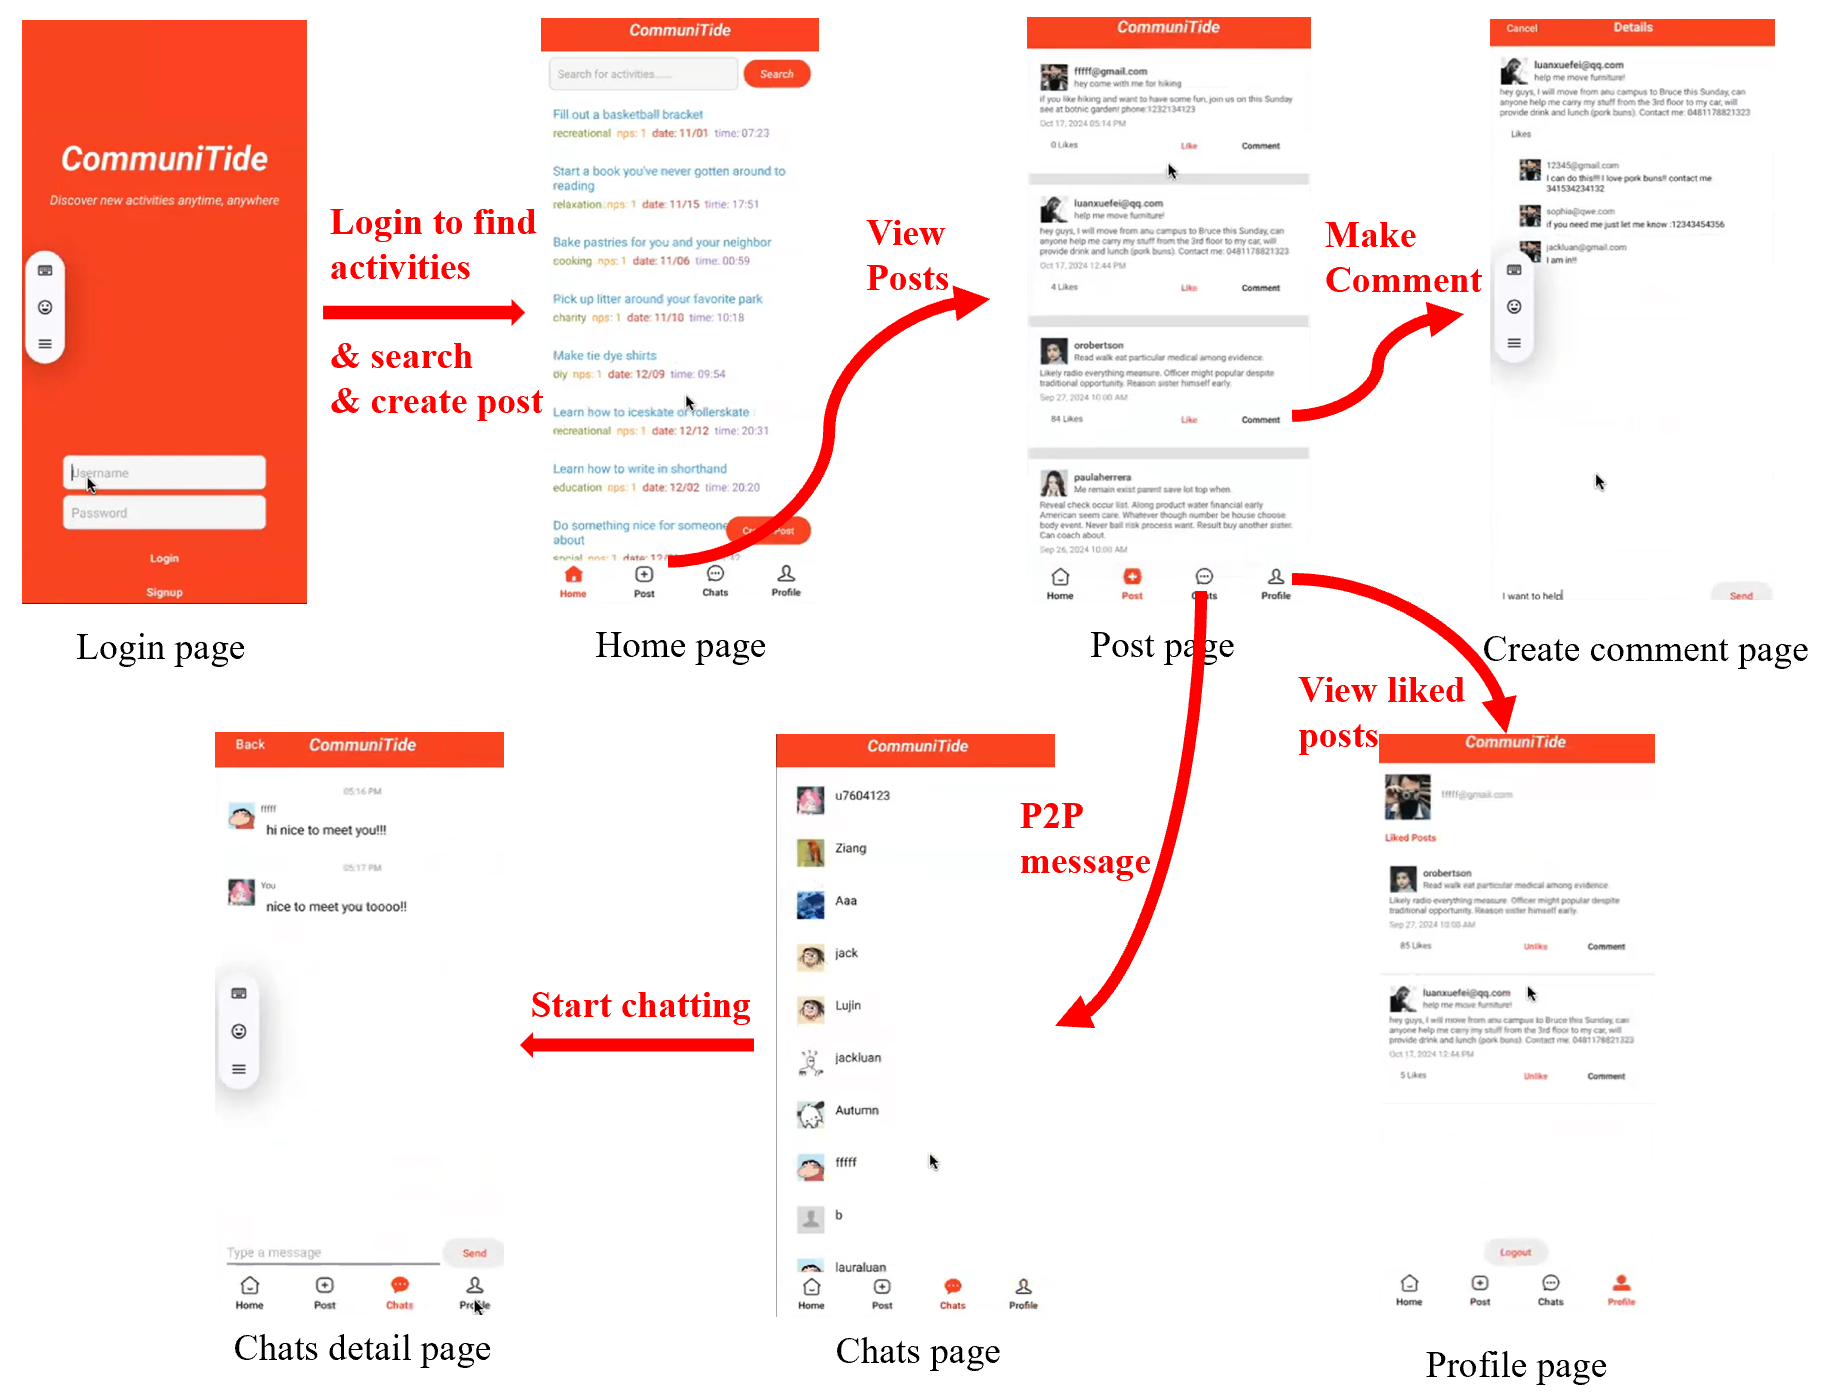 CommuniTide
Discover new activities anytime, anywhere
Username
Password
Login
Signup
Login page
Login to find
activities
& search
& create post
CommuniTide
Search for activities......
Search
Fill out a basketball bracket
recreational nps: 1 date: 11/01 time: 07:23
Start a book you've never gotten around to
reading
relaxation nps: 1 date: 11/15 time: 17:51
Bake pastries for you and your neighbor
cooking nps: 1 date: 11/06 time: 00:59
Pick up litter around your favorite park
charity nps: 1 date: 11/10 time: 10:18
Make tie dye shirts
diy nps: 1 date: 12/09 time: 09:54
Learn how to iceskate or rollerskate
recreational nps: 1 date: 12/12 time: 20:31
Learn how to write in shorthand
education nps: 1 date: 12/02 time: 20:20
Do something nice for someone
about
social nps: 1 date:
Post
Home Post Chats Profile
Home page
View
Posts
CommuniTide
fffff@gmail.com
hey come with me for hiking
if you like hiking and want to have some fun, join us on this Sunday
see at botnic garden! phone:1232134123
Oct 17, 2024 05:14 PM
0 Likes Like Comment
luanxuefei@qq.com
help me move furniture!
hey guys, I will move from anu campus to Bruce this Sunday, can
anyone help me carry my stuff from the 3rd floor to my car, will
provide drink and lunch (pork buns). Contact me: 0481178821323
Oct 17, 2024 12:44 PM
4 Likes Like Comment
orobertson
Read walk eat particular medical among evidence.
Likely radio everything measure. Officer might popular despite
traditional opportunity. Reason sister himself early.
Sep 27, 2024 10:00 AM
84 Likes Like Comment
paulaherrera
Me remain exist parent save lot top when.
Reveal check occur list. Along product water financial early
American seem care. Whatever though number be house choose
body event. Never ball risk process want. Result buy another sister.
Can coach about.
Sep 26, 2024 10:00 AM
Home Post Chats Profile
Post page
Make
Comment
Cancel Details
luanxuefei@qq.com
help me move furniture!
hey guys, I will move from anu campus to Bruce this Sunday, can
anyone help me carry my stuff from the 3rd floor to my car, will
provide drink and lunch (pork buns). Contact me: 0481178821323
Likes
12345@gmail.com
I can do this!!! I love pork buns!! contact me
341534234132
sophia@qwe.com
if you need me just let me know :12343454356
jackluan@gmail.com
I am in!!
I want to help
Send
Create comment page
View liked
posts
P2P
message
Back CommuniTide
05:16 PM
fffff
hi nice to meet you!!!
05:17 PM
You
nice to meet you toooo!!
Type a message
Send
Home Post Chats Profile
Chats detail page
Start chatting
CommuniTide
u7604123
Ziang
Aaa
jack
Lujin
jackluan
Autumn
fffff
b
lauraluan
Home Post Chats Profile
Chats page
CommuniTide
fffff@gmail.com
Liked Posts
orobertson
Read walk eat particular medical among evidence.
Likely radio everything measure. Officer might popular despite
traditional opportunity. Reason sister himself early.
Sep 27, 2024 10:00 AM
85 Likes Unlike Comment
luanxuefei@qq.com
help me move furniture!
hey guys, I will move from anu campus to Bruce this Sunday, can
anyone help me carry my stuff from the 3rd floor to my car, will
provide drink and lunch (pork buns). Contact me: 0481178821323
Oct 17, 2024 12:44 PM
5 Likes Unlike Comment
Logout
Home Post Chats Profile
Profile page